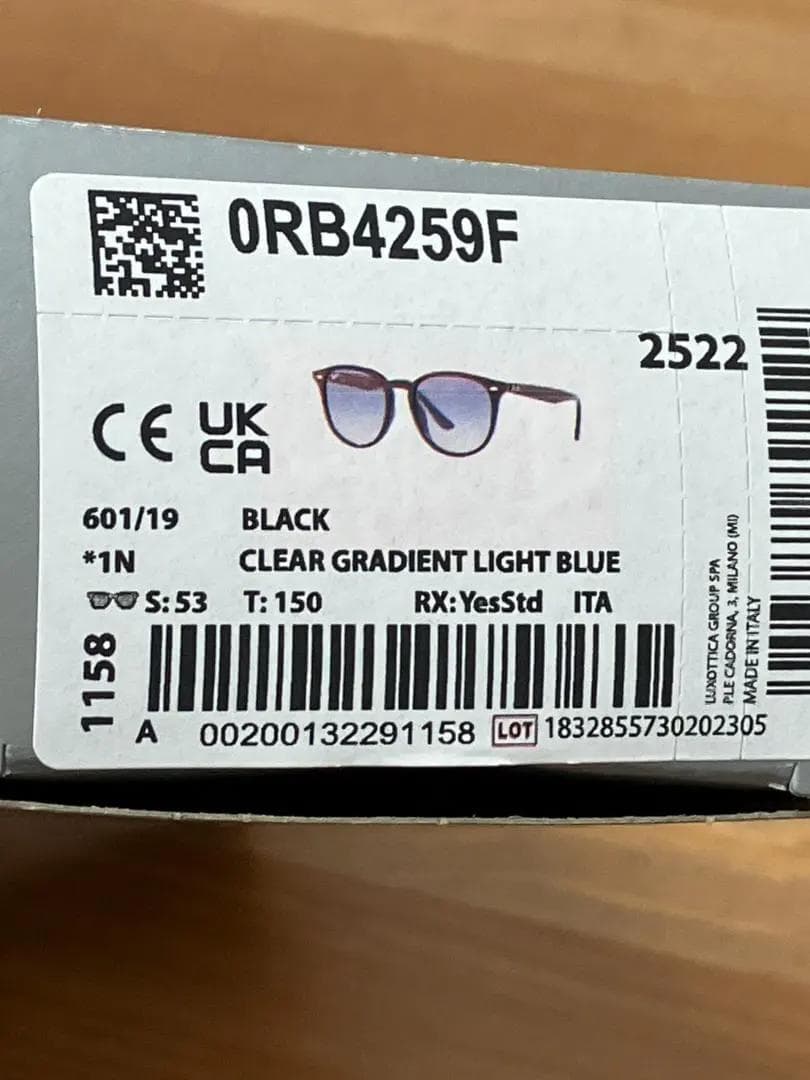 0RB4259F
2522
CE UK
CA
601/19 BLACK
*1N CLEAR GRADIENT LIGHT BLUE
S:53 T:150 RX:YesStd ITA
1158
A 00200132291158 LOT 1832855730202305
LUXOTTICA GROUP SPA
PLE CADORNA, 3, MILANO (MI)
MADE IN ITALY